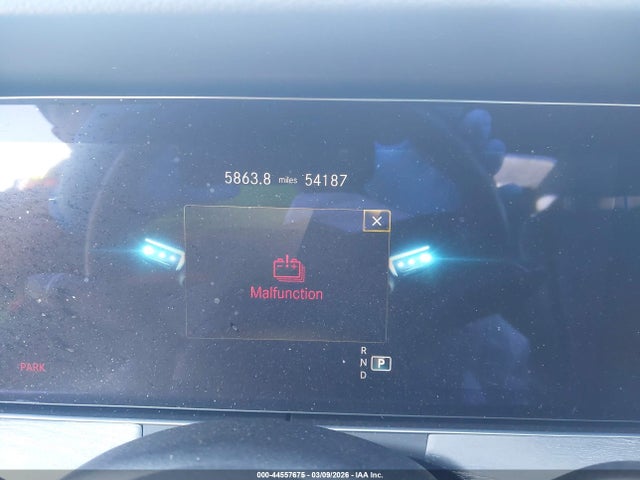 5863.8 miles 54187
Malfunction
R
N P
D
PARK
000-44557675 - 03/09/2026 - IAA Inc.